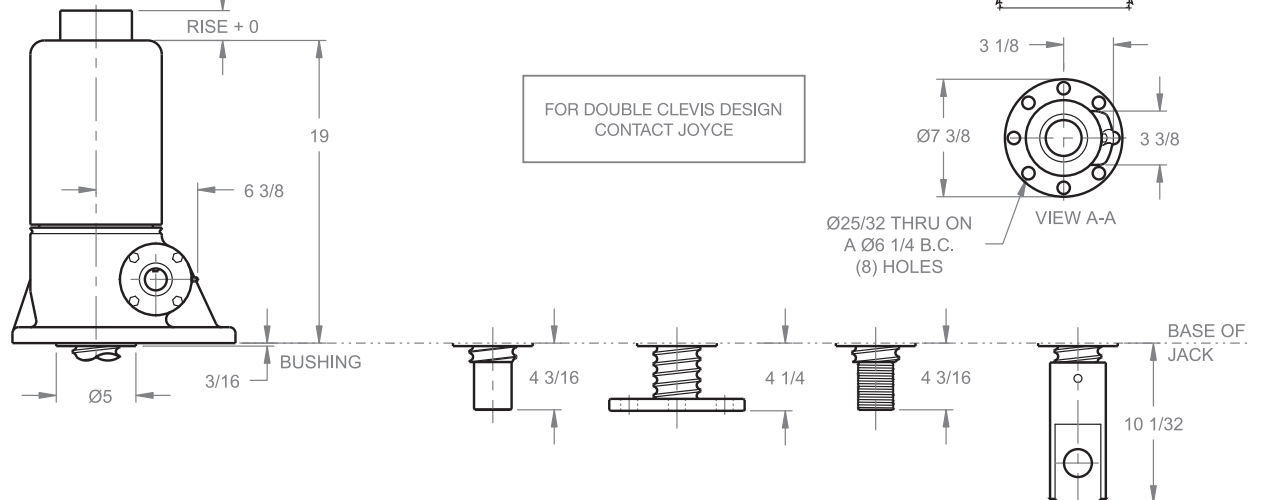 RISE + 0
3 1/8
FOR DOUBLE CLEVIS DESIGN
CONTACT JOYCE
19
Ø7 3/8
3 3/8
6 3/8
VIEW A-A
Ø25/32 THRU ON
A Ø6 1/4 B.C.
(8) HOLES
BASE OF
JACK
BUSHING
3/16
Ø5
4 3/16
4 1/4
4 3/16
10 1/32